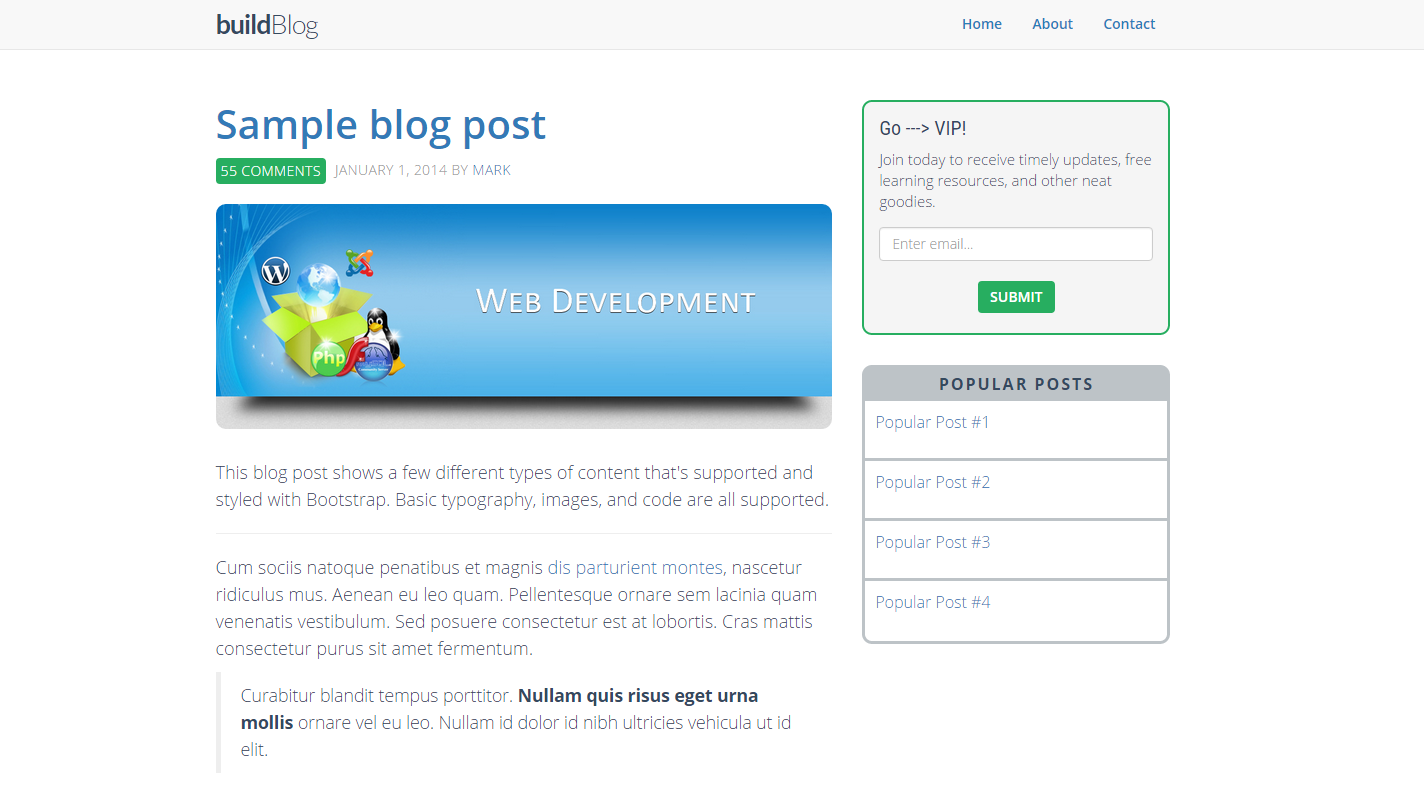 buildBlog
Home About Contact
Sample blog post
55 COMMENTS JANUARY 1, 2014 BY MARK
Php
WEB DEVELOPMENT
This blog post shows a few different types of content that's supported and
styled with Bootstrap. Basic typography, images, and code are all supported.
Cum sociis natoque penatibus et magnis dis parturient montes, nascetur
ridiculus mus. Aenean eu leo quam. Pellentesque ornare sem lacinia quam
venenatis vestibulum. Sed posuere consectetur est at lobortis. Cras mattis
consectetur purus sit amet fermentum.
Curabitur blandit tempus porttitor. Nullam quis risus eget urna
mollis ornare vel eu leo. Nullam id dolor id nibh ultricies vehicula ut id
elit.
Go ---> VIP!
Join today to receive timely updates, free
learning resources, and other neat
goodies.
Enter email...
SUBMIT
POPULAR POSTS
Popular Post #1
Popular Post #2
Popular Post #3
Popular Post #4